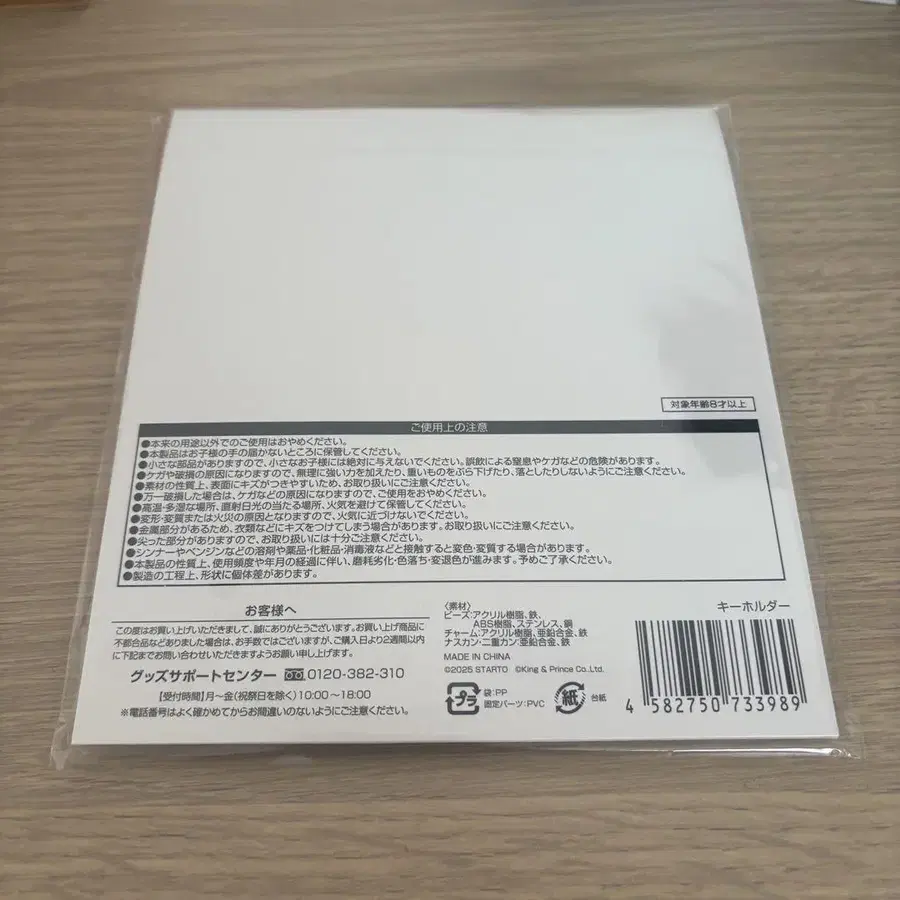 対象年齢8才以上
ご使用上の注意
●本来の用途以外でのご使用はおやめください。
●本製品はお子様の手の届かないところに保管してください。
●小さな部品がありますので、小さなお子様には絶対に与えないでください。誤飲による窒息やケガなどの危険があります。
●ケガや破損の原因になりますので、無理に強い力を加えたり、重いものをぶら下げたり、落としたりしないようにご注意ください。
●素材の性質上、表面にキズがつきやすいため、お取り扱いにご注意ください。
●万一破損した場合は、ケガなどの原因になりますので、ご使用をおやめください。
●高温・多湿な場所、直射日光の当たる場所、火気を避けて保管してください。
●変形・変質または火災の原因となりますので、火気に近づけないでください。
●金属部分があるため、衣類などにキズをつけてしまう場合があります。お取り扱いにご注意ください。
●尖った部分がありますので、お取り扱いには十分ご注意ください。
●シンナーやベンジンなどの溶剤や薬品・化粧品・消毒液などと接触すると変色・変質する場合があります。
●本製品の性質上、使用頻度や年月の経過に伴い、磨耗劣化・色落ち・変退色が進みます。予めご了承ください。
●製造の工程上、形状に個体差があります。
お客様へ
この度はお買い上げいただきまして、誠にありがとうございます。お買い上げ商品に
不都合品などありました場合は、お手数ではございますが、ご購入日より2週間以内
に下記までお問い合わせいただきますようお願い申し上げます。
グッズサポートセンター 0120-382-310
【受付時間】月〜金(祝祭日を除く)10:00〜18:00
※電話番号はよく確かめてからお間違いのないようにご注意ください。
〈素材〉
ビーズ:アクリル樹脂、鉄、
ABS樹脂、ステンレス、銅
チャーム:アクリル樹脂、亜鉛合金、鉄
ナスカン・二重カン:亜鉛合金、鉄
MADE IN CHINA
©2025 STARTO ©King & Prince Co.,Ltd.
プラ
袋:PP
固定パーツ:PVC
紙
台紙
キーホルダー
4 582750 733989